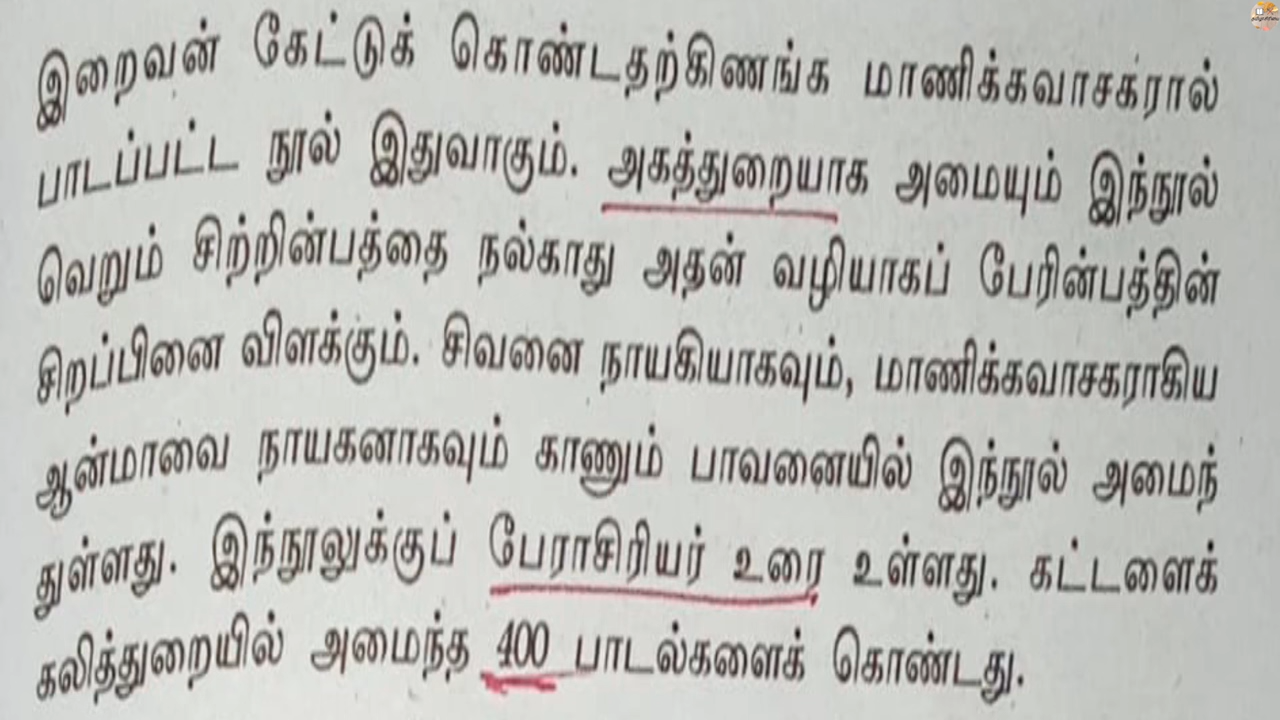 இறைவன் கேட்டுக் கொண்டதற்கிணங்க மாணிக்கவாசகரால்
பாடப்பட்ட நூல் இதுவாகும். அகத்துறையாக அமையும் இந்நூல்
வெறும் சிற்றின்பத்தை நல்காது அதன் வழியாகப் பேரின்பத்தின்
சிறப்பினை விளக்கும். சிவனை நாயகியாகவும், மாணிக்கவாசகராகிய
ஆன்மாவை நாயகனாகவும் காணும் பாவனையில் இந்நூல் அமைந்
துள்ளது. இந்நூலுக்குப் பேராசிரியர் உரை உள்ளது. கட்டளைக்
கலித்துறையில் அமைந்த 400 பாடல்களைக் கொண்டது.